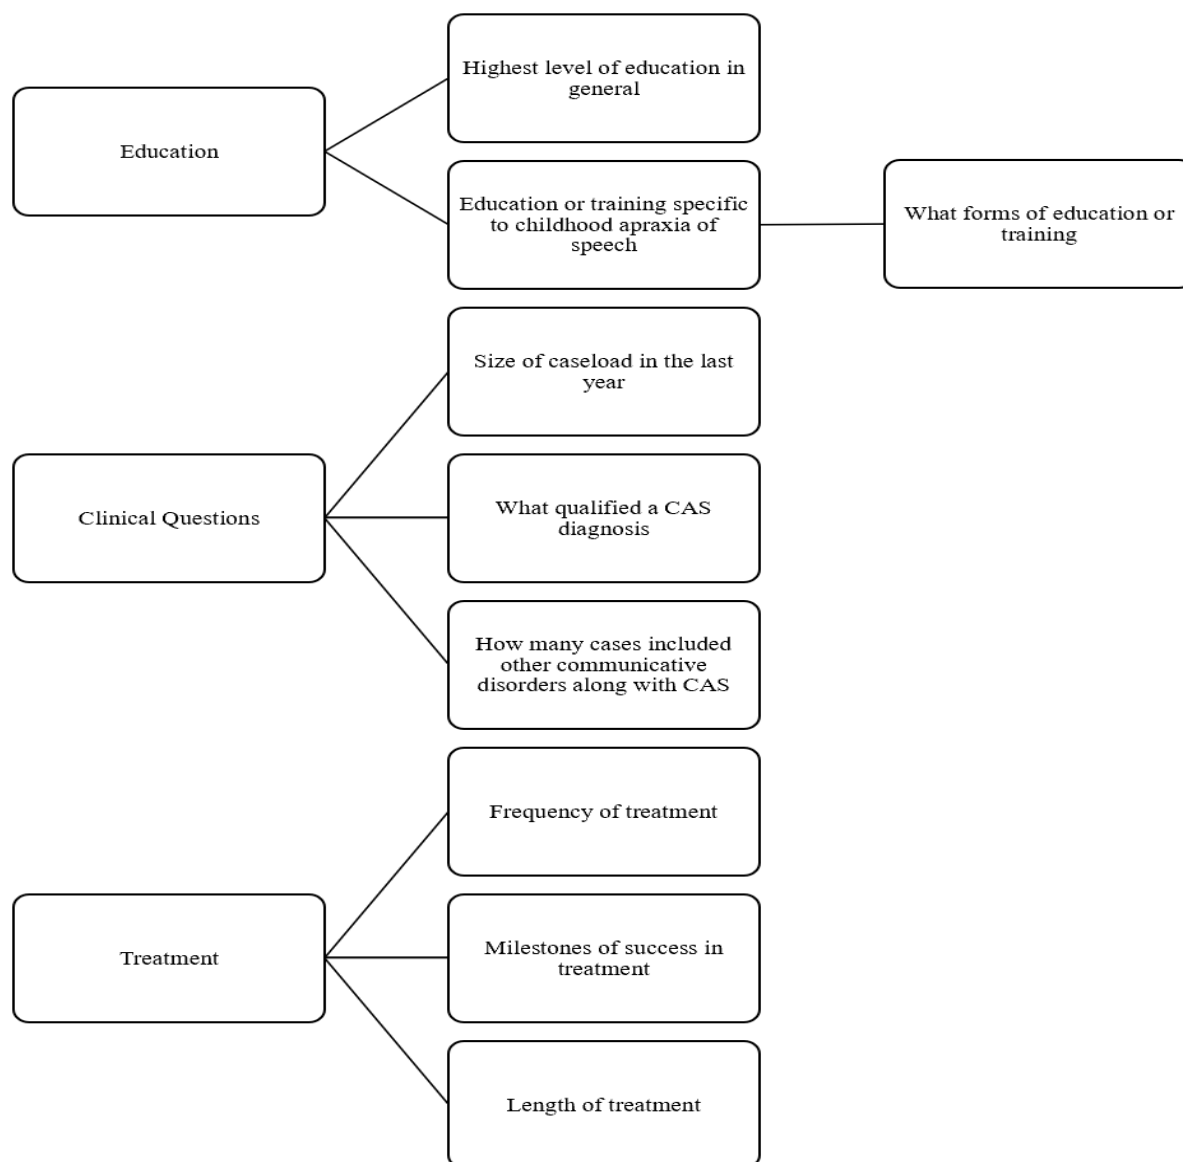 Highest level of education in
general
Education
Education or training specific
to childhood apraxia of
speech
What forms of education or
training
Size of caseload in the last
year
Clinical Questions
What qualified a CAS
diagnosis
How many cases included
other communicative
disorders along with CAS
Frequency of treatment
Treatment
Milestones of success in
treatment
Length of treatment